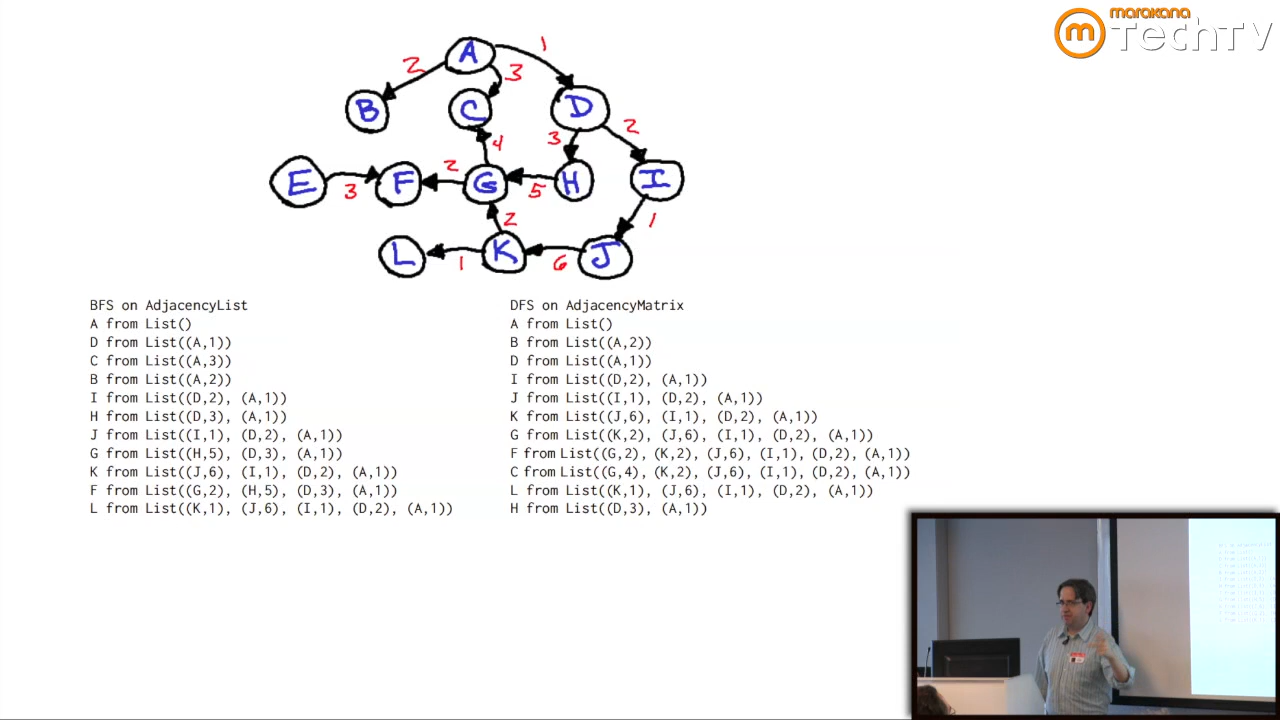 marakana
TechTV
A
1
2
3
B
C
D
3
2
4
E
3
F
2
G
5
H
I
2
1
L
1
K
6
J
BFS on AdjacencyList
A from List()
D from List((A,1))
C from List((A,3))
B from List((A,2))
I from List((D,2), (A,1))
H from List((D,3), (A,1))
J from List((I,1), (D,2), (A,1))
G from List((H,5), (D,3), (A,1))
K from List((J,6), (I,1), (D,2), (A,1))
F from List((G,2), (H,5), (D,3), (A,1))
L from List((K,1), (J,6), (I,1), (D,2), (A,1))
DFS on AdjacencyMatrix
A from List()
B from List((A,2))
D from List((A,1))
I from List((D,2), (A,1))
J from List((I,1), (D,2), (A,1))
K from List((J,6), (I,1), (D,2), (A,1))
G from List((K,2), (J,6), (I,1), (D,2), (A,1))
F from List((G,2), (K,2), (J,6), (I,1), (D,2), (A,1))
C from List((G,4), (K,2), (J,6), (I,1), (D,2), (A,1))
L from List((K,1), (J,6), (I,1), (D,2), (A,1))
H from List((D,3), (A,1))